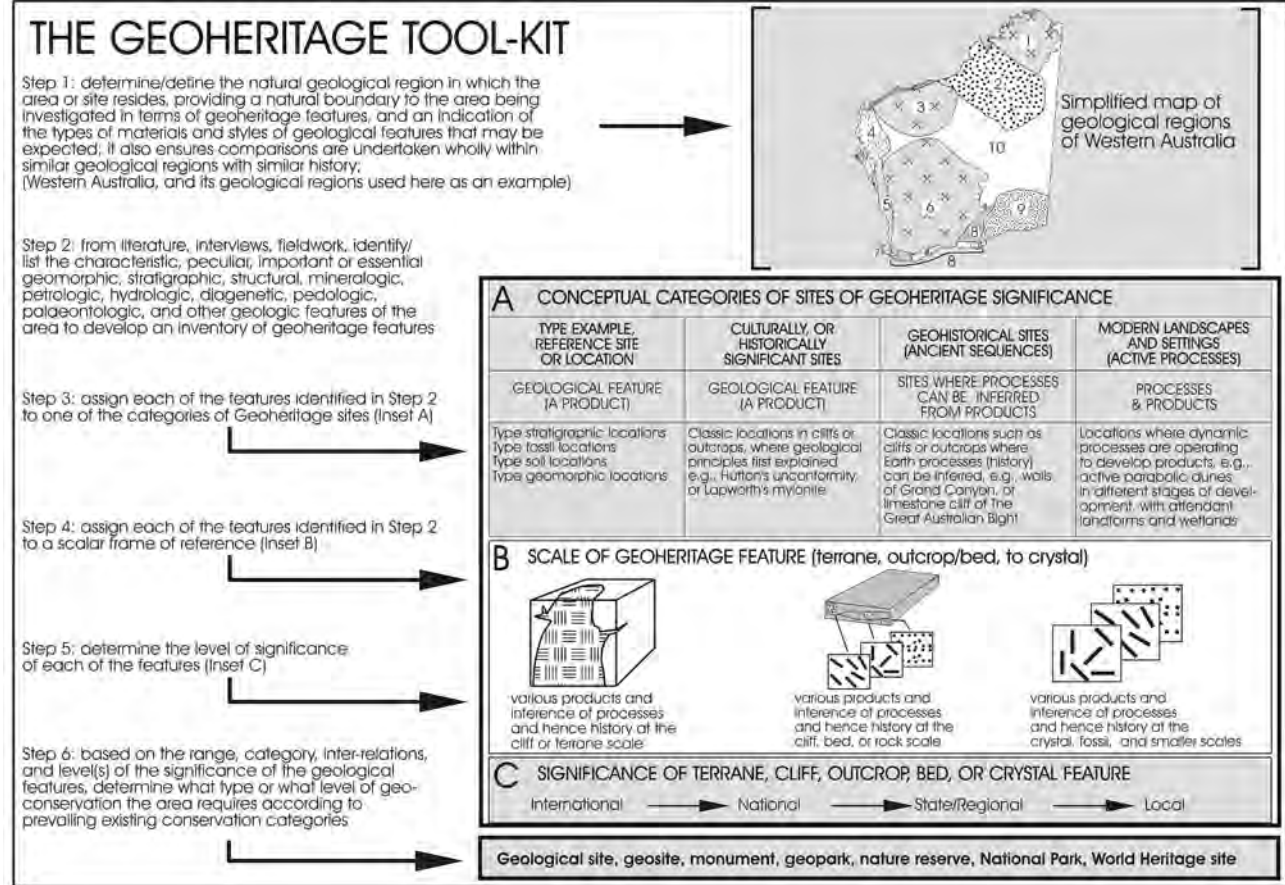 THE GEOHERITAGE TOOL-KIT
Step 1: determine/define the natural geological region in which the
area or site resides, providing a natural boundary to the area being
investigated in terms of geoheritage features, and an indication of
the types of materials and styles of geological features that may be
expected; it also ensures comparisons are undertaken wholly within
similar geological regions with similar history;
(Western Australia, and its geological regions used here as an example)
1
2
3
4
10
5
6
9
8
8
Simplified map of
geological regions
of Western Australia
Step 2: from literature, interviews, fieldwork, identify/
list the characteristic, peculiar, important or essential
geomorphic, stratigraphic, structural, mineralogic,
petrologic, hydrologic, diagenetic, pedologic,
palaeontologic, and other geologic features of the
area to develop an inventory of geoheritage features
Step 3: assign each of the features identified in Step 2
to one of the categories of Geoheritage sites (Inset A)
Step 4: assign each of the features identified in Step 2
to a scalar frame of reference (Inset B)
Step 5: determine the level of significance
of each of the features (Inset C)
Step 6: based on the range, category, inter-relations,
and level(s) of the significance of the geological
features, determine what type or what level of geo-
conservation the area requires according to
prevailing existing conservation categories
A CONCEPTUAL CATEGORIES OF SITES OF GEOHERITAGE SIGNIFICANCE
TYPE EXAMPLE,
REFERENCE SITE
OR LOCATION
GEOLOGICAL FEATURE
(A PRODUCT)
Type stratigraphic locations
Type fossil locations
Type soil locations
Type geomorphic locations
CULTURALLY, OR
HISTORICALLY
SIGNIFICANT SITES
GEOLOGICAL FEATURE
(A PRODUCT)
Classic locations in cliffs or
outcrops, where geological
principles first explained
e.g., Hutton's unconformity,
or Lapworth's mylonite
GEOHISTORICAL SITES
(ANCIENT SEQUENCES)
SITES WHERE PROCESSES
CAN BE INFERRED
FROM PRODUCTS
Classic locations such as
cliffs or outcrops where
Earth processes (history)
can be inferred, e.g., walls
of Grand Canyon, or
limestone cliff of The
Great Australian Bight
MODERN LANDSCAPES
AND SETTINGS
(ACTIVE PROCESSES)
PROCESSES
& PRODUCTS
Locations where dynamic
processes are operating
to develop products, e.g.,
active parabolic dunes
in different stages of devel-
opment, with attendant
landforms and wetlands
B SCALE OF GEOHERITAGE FEATURE (terrane, outcrop/bed, to crystal)
various products and
inference of processes
and hence history at the
cliff or terrane scale
various products and
inference of processes
and hence history at the
cliff, bed, or rock scale
various products and
inference of processes
and hence history at the
crystal, fossil, and smaller scales
C SIGNIFICANCE OF TERRANE, CLIFF, OUTCROP, BED, OR CRYSTAL FEATURE
International National State/Regional Local
Geological site, geosite, monument, geopark, nature reserve, National Park, World Heritage site